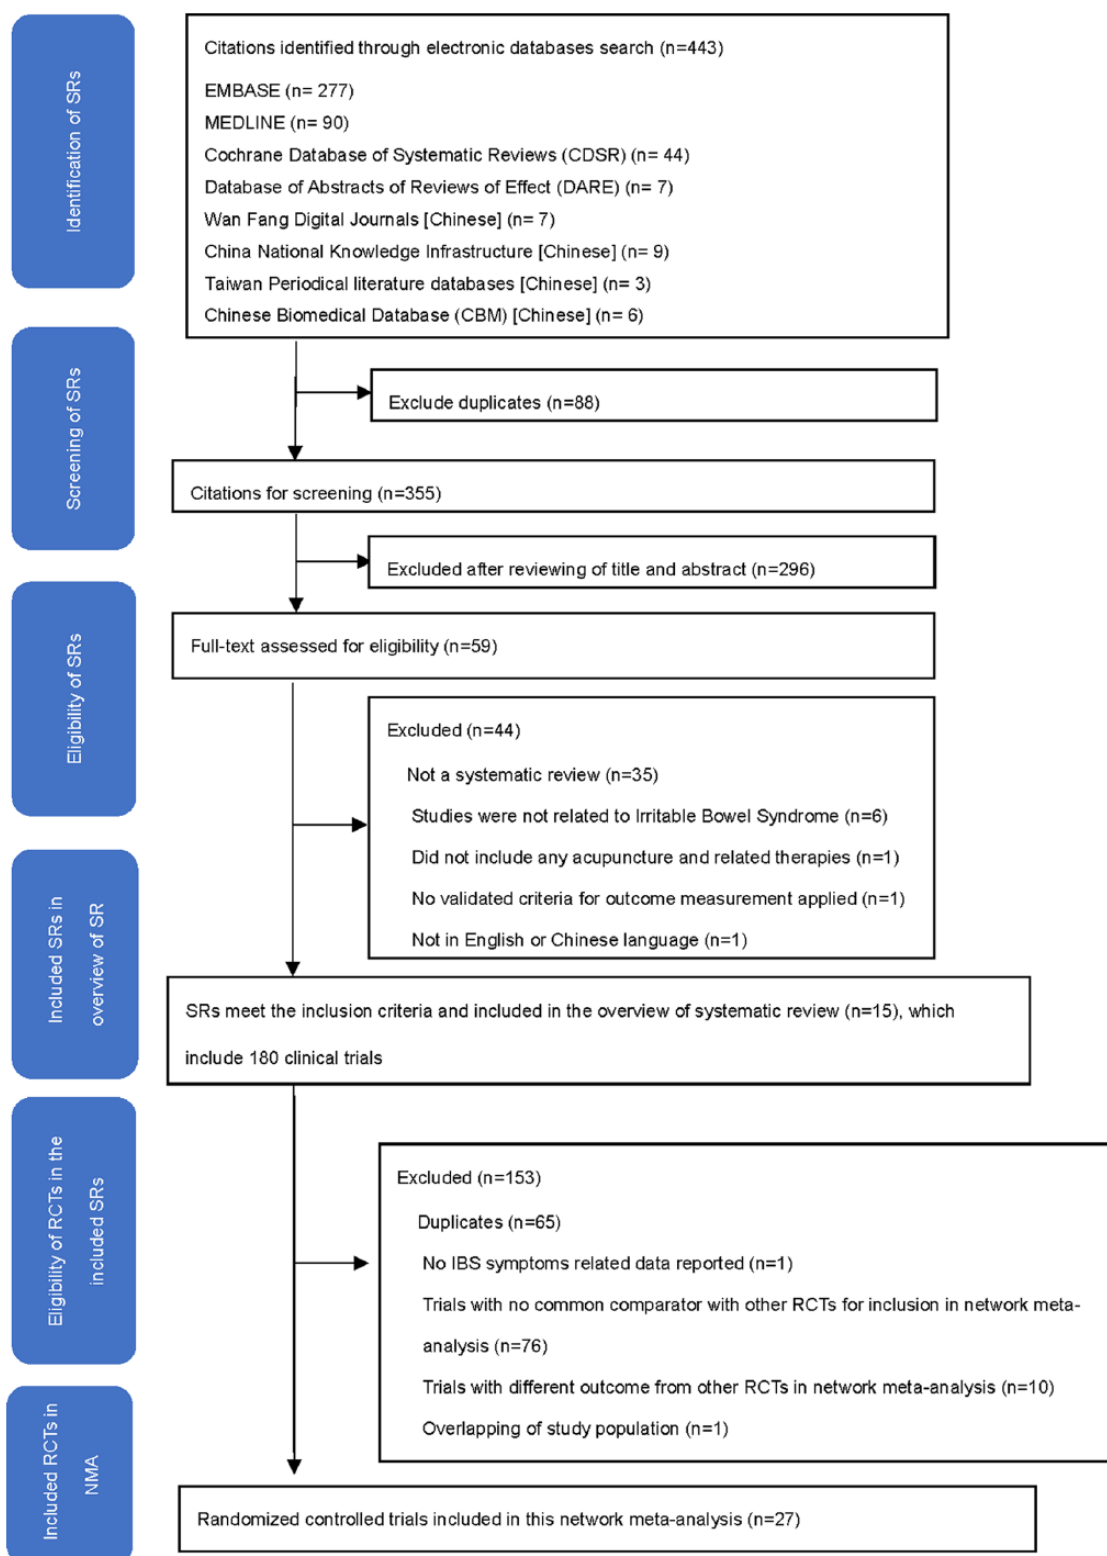 Identification of SRs
Citations identified through electronic databases search (n=443)
EMBASE (n= 277)
MEDLINE (n= 90)
Cochrane Database of Systematic Reviews (CDSR) (n= 44)
Database of Abstracts of Reviews of Effect (DARE) (n= 7)
Wan Fang Digital Journals [Chinese] (n= 7)
China National Knowledge Infrastructure [Chinese] (n= 9)
Taiwan Periodical literature databases [Chinese] (n= 3)
Chinese Biomedical Database (CBM) [Chinese] (n= 6)
Screening of SRs
Exclude duplicates (n=88)
Citations for screening (n=355)
Excluded after reviewing of title and abstract (n=296)
Eligibility of SRs
Full-text assessed for eligibility (n=59)
Excluded (n=44)
Not a systematic review (n=35)
Studies were not related to Irritable Bowel Syndrome (n=6)
Did not include any acupuncture and related therapies (n=1)
No validated criteria for outcome measurement applied (n=1)
Not in English or Chinese language (n=1)
Included SRs in
overview of SR
SRs meet the inclusion criteria and included in the overview of systematic review (n=15), which
include 180 clinical trials
Eligibility of RCTs in the
included SRs
Excluded (n=153)
Duplicates (n=65)
No IBS symptoms related data reported (n=1)
Trials with no common comparator with other RCTs for inclusion in network meta-
analysis (n=76)
Trials with different outcome from other RCTs in network meta-analysis (n=10)
Overlapping of study population (n=1)
Included RCTs in
NMA
Randomized controlled trials included in this network meta-analysis (n=27)